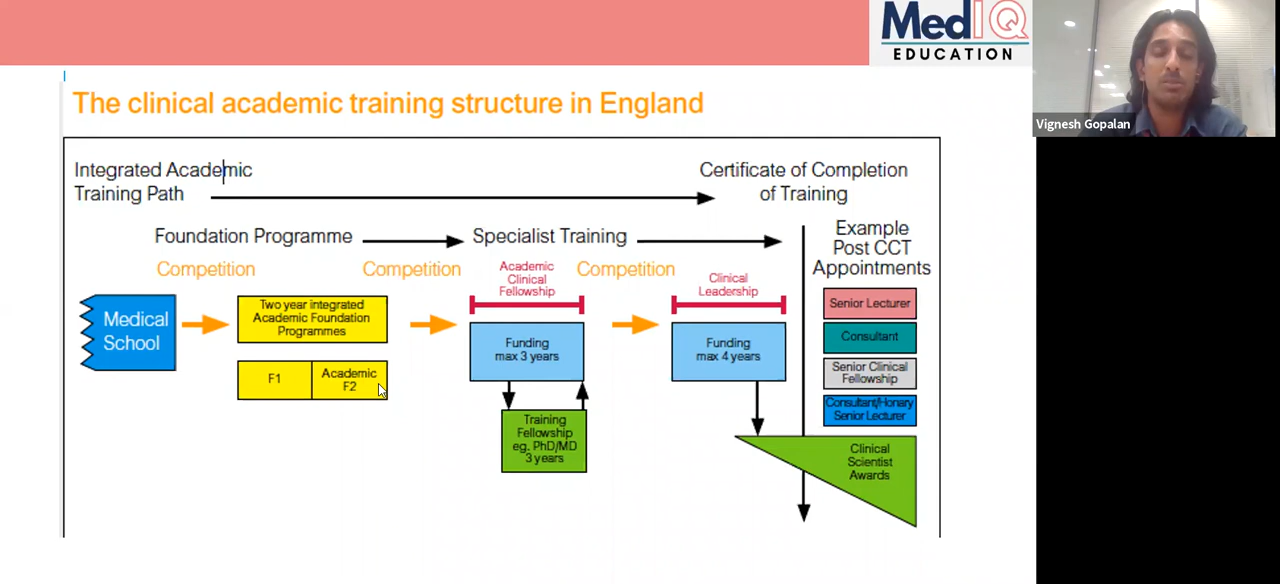 MedIQ
EDUCATION
Vignesh Gopalan
The clinical academic training structure in England
Integrated Academic
Training Path
Certificate of Completion
of Training
Foundation Programme
Specialist Training
Example
Post CCT
Appointments
Competition
Competition
Academic
Clinical
Fellowship
Competition
Clinical
Leadership
Medical
School
Two year integrated
Academic Foundation
Programmes
F1
Academic
F2
Funding
max 3 years
Training
Fellowship
eg. PhD/MD
3 years
Funding
max 4 years
Senior Lecturer
Consultant
Senior Clinical
Fellowship
Consultant/Honary
Senior Lecturer
Clinical
Scientist
Awards